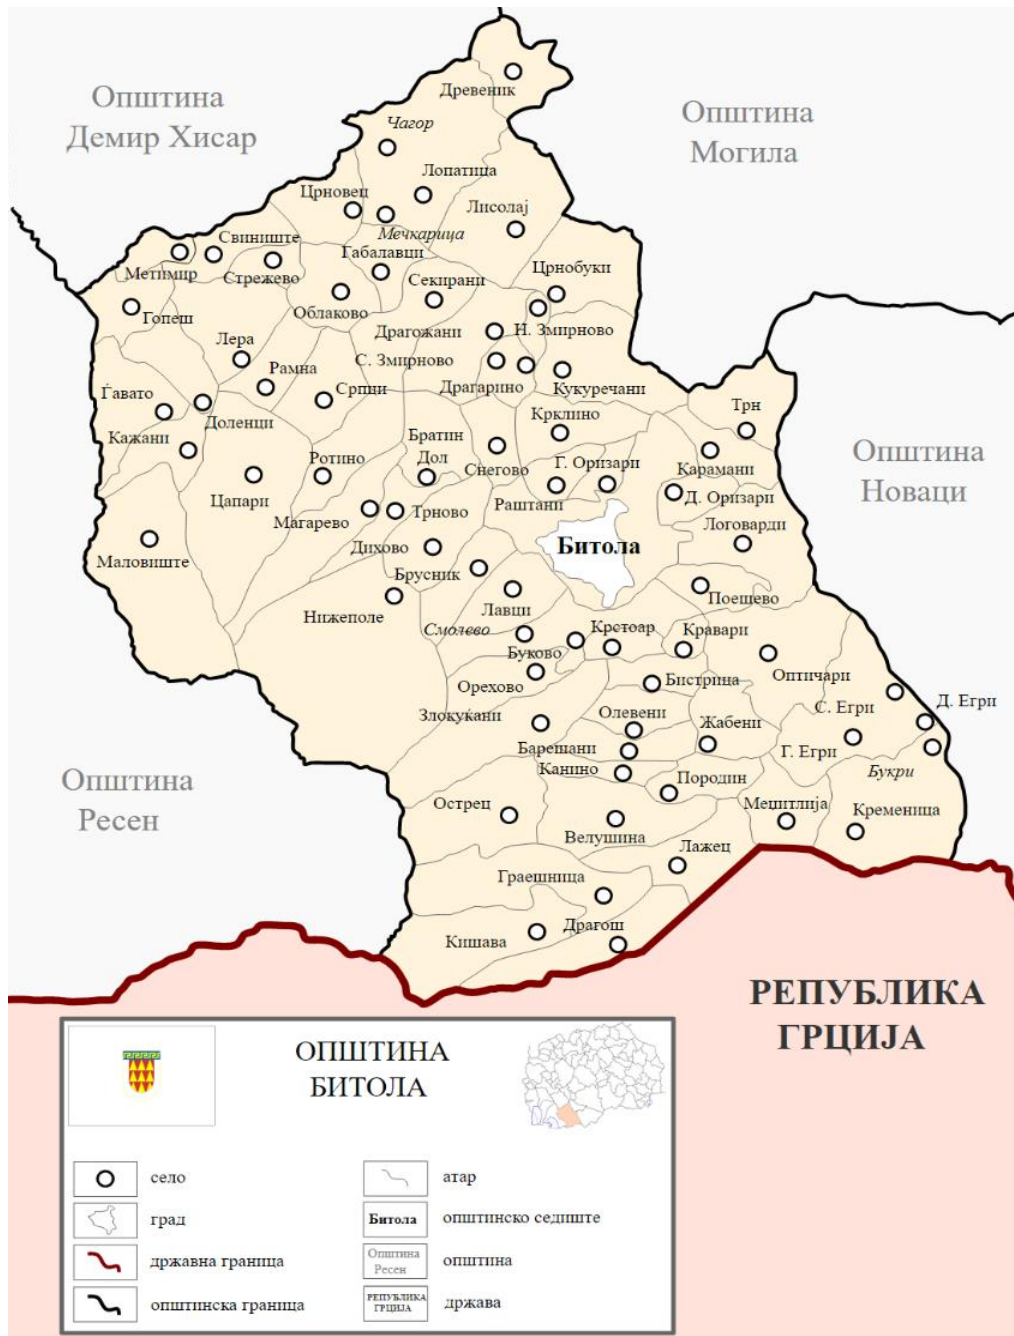 Древеник
Општина
Демир Хисар
Општина
Могила
Чагор
Лопатица
Црновец
Лисолај
Мечкарица
Свиниште
Габалавци
Метимир
Стрежево
Секирани
Црнобуки
Облаково
Гопеш
Драгожани
Н. Змирново
Лера
С. Змирново
Рамна
Драгарино
Кукуречани
Ѓавато
Српци
Трн
Доленци
Крклино
Кажани
Братин
Дол
Снегово
Г. Оризари
Карамани
Општина
Новаци
Ротино
Цапари
Раштани
Д. Оризари
Магарево
Трново
Логоварди
Дихово
Битола
Маловиште
Брусник
Поешево
Лавци
Нижеполе
Смолево
Крстоар
Кравари
Буково
Оптичари
Орехово
Бистрица
Д. Егри
С. Егри
Злокуќани
Олевени
Жабени
Барешани
Г. Егри
Канино
Букри
Породин
Општина
Ресен
Острец
Меџитлија
Кременица
Велушина
Лажец
Граешница
Драгош
Кишава
РЕПУБЛИКА
ГРЦИЈА
ОПШТИНА
БИТОЛА
село
атар
град
Битола
општинско седиште
државна граница
Општина
Ресен
општина
општинска граница
РЕПУБЛИКА
ГРЦИЈА
држава